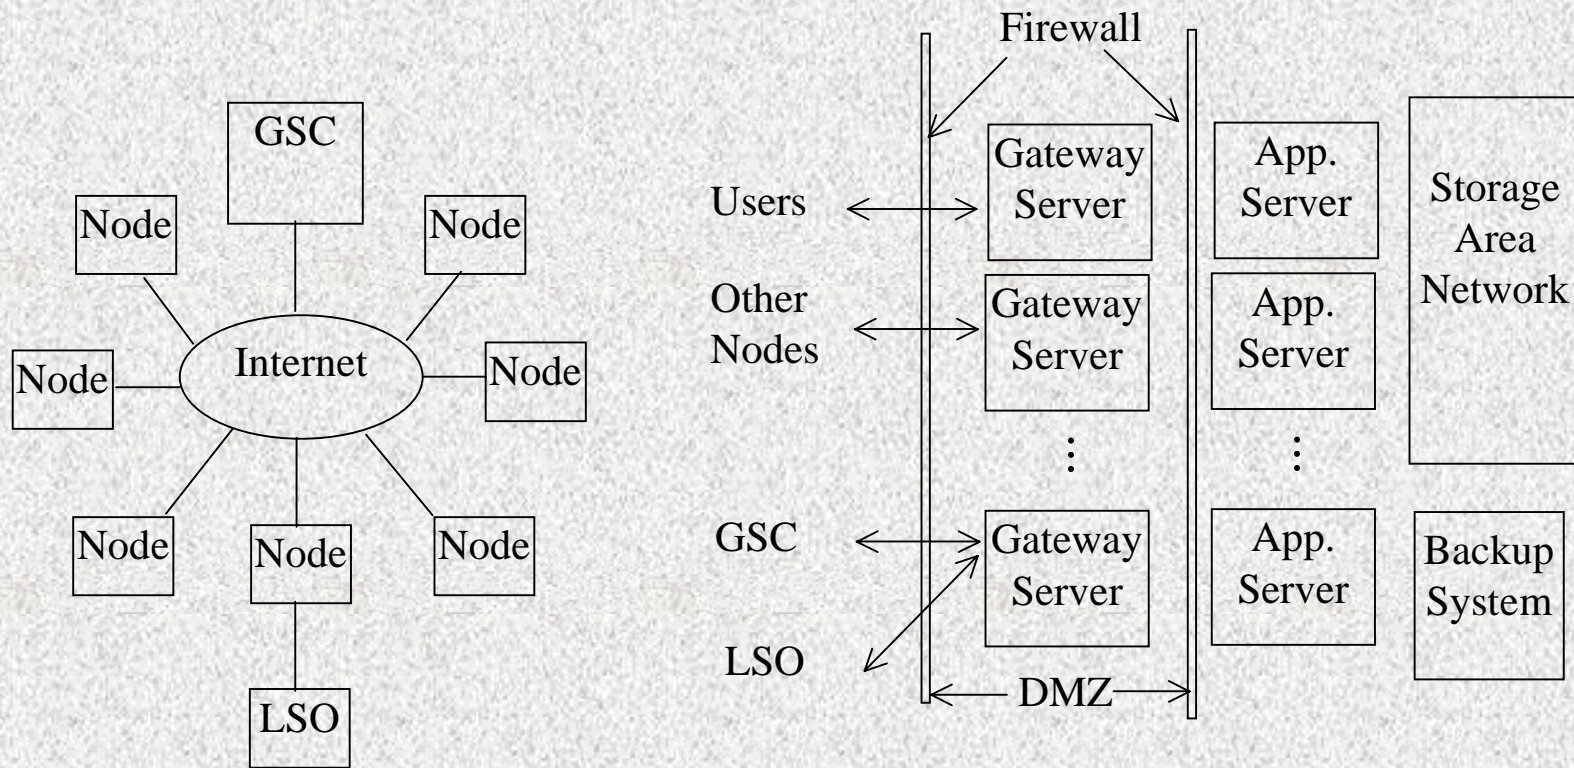 GSC
Node
Node
Internet
Node
Node
Node
Node
Node
LSO
Firewall
Users
Other
Nodes
GSC
LSO
Gateway
Server
Gateway
Server
⋮
Gateway
Server
DMZ
App.
Server
App.
Server
⋮
App.
Server
Storage
Area
Network
Backup
System